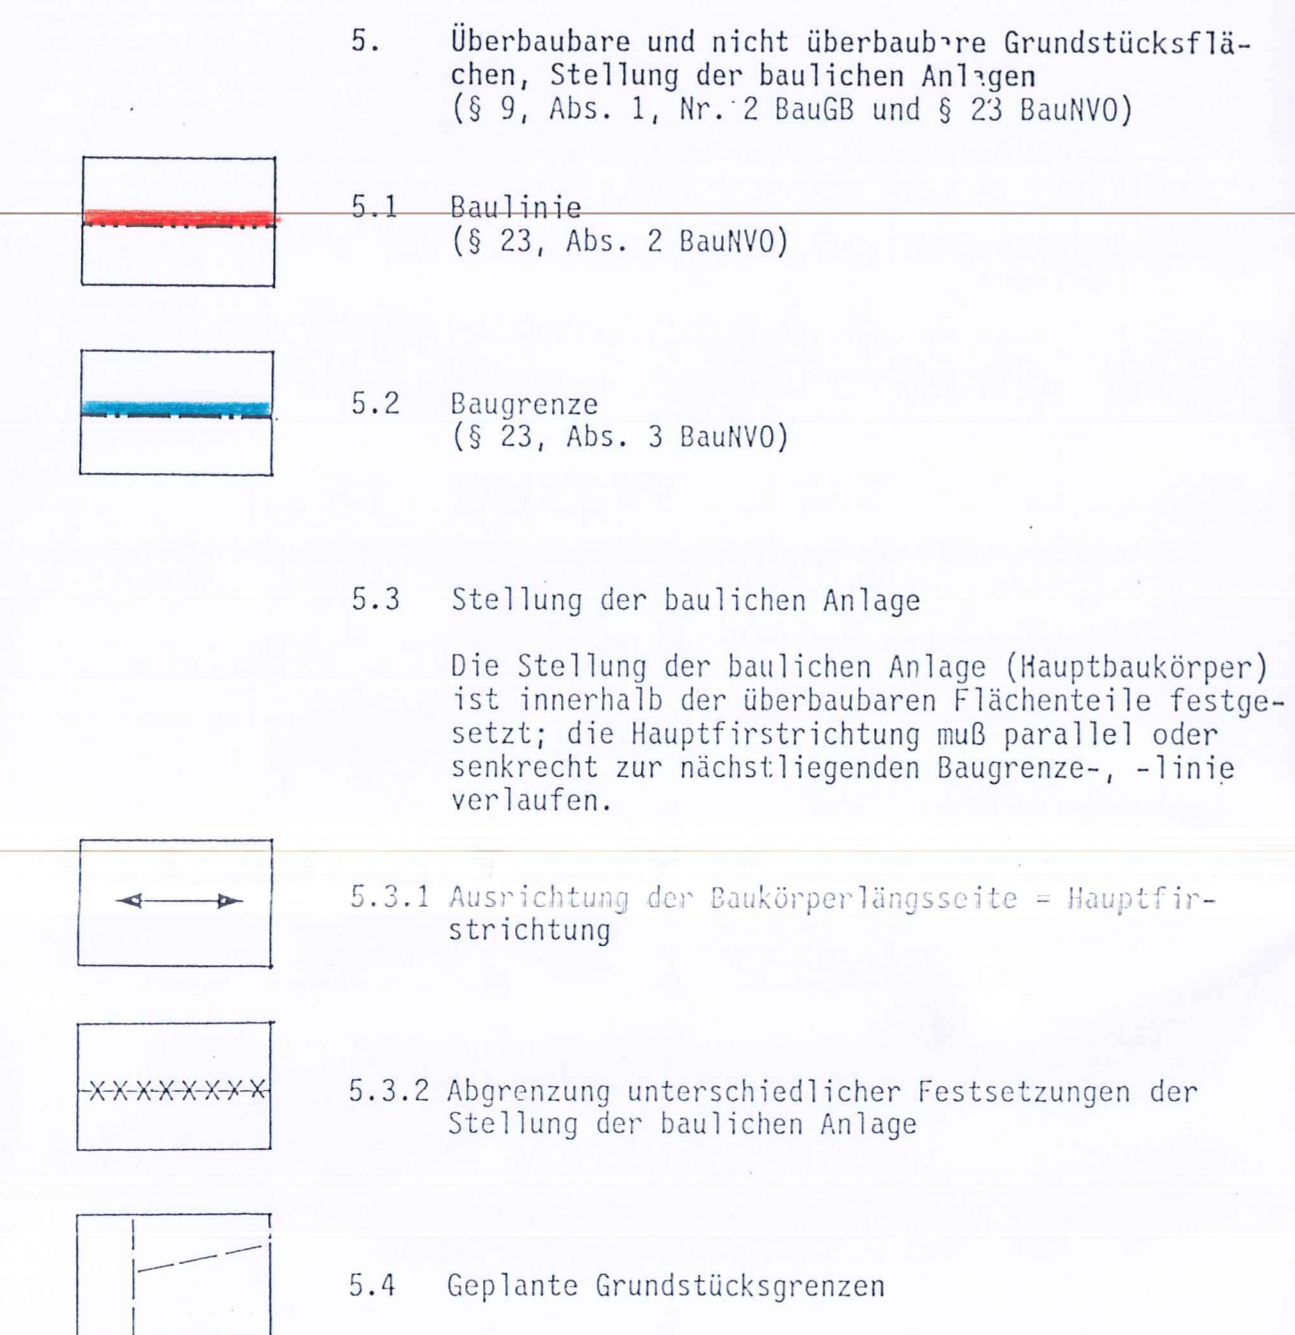 5. Überbaubare und nicht überbaubare Grundstücksflä-
chen, Stellung der baulichen Anlagen
(§ 9, Abs. 1, Nr. 2 BauGB und § 23 BauNVO)
5.1 Baulinie
(§ 23, Abs. 2 BauNVO)
5.2 Baugrenze
(§ 23, Abs. 3 BauNVO)
5.3 Stellung der baulichen Anlage
Die Stellung der baulichen Anlage (Hauptbaukörper)
ist innerhalb der überbaubaren Flächenteile festge-
setzt; die Hauptfirstrichtung muß parallel oder
senkrecht zur nächstliegenden Baugrenze-, -linie
verlaufen.
5.3.1 Ausrichtung der Baukörperlängsseite = Hauptfir-
strichtung
5.3.2 Abgrenzung unterschiedlicher Festsetzungen der
Stellung der baulichen Anlage
5.4 Geplante Grundstücksgrenzen